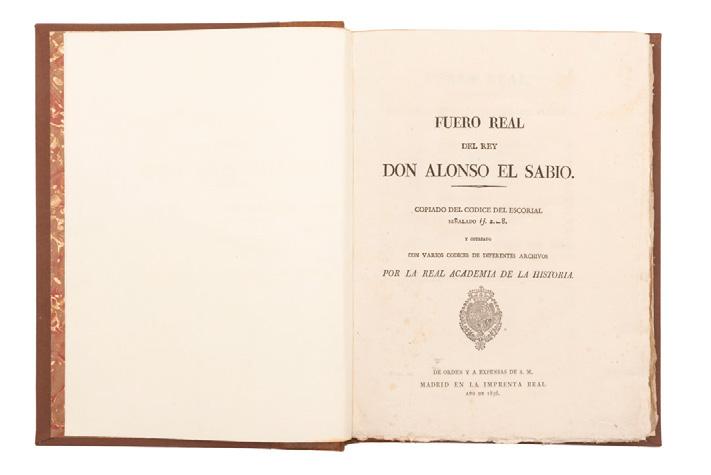 FUERO REAL
DEL REY
DON ALONSO EL SABIO.
COPIADO DEL CODICE DEL ESCORIAL
SEÑALADO ij. z.-8.
Y COTEJADO
CON VARIOS CODICES DE DIFERENTES ARCHIVOS
POR LA REAL ACADEMIA DE LA HISTORIA.
DE ORDEN Y A EXPENSAS DE S. M.
MADRID EN LA IMPRENTA REAL
AÑO DE 1836.